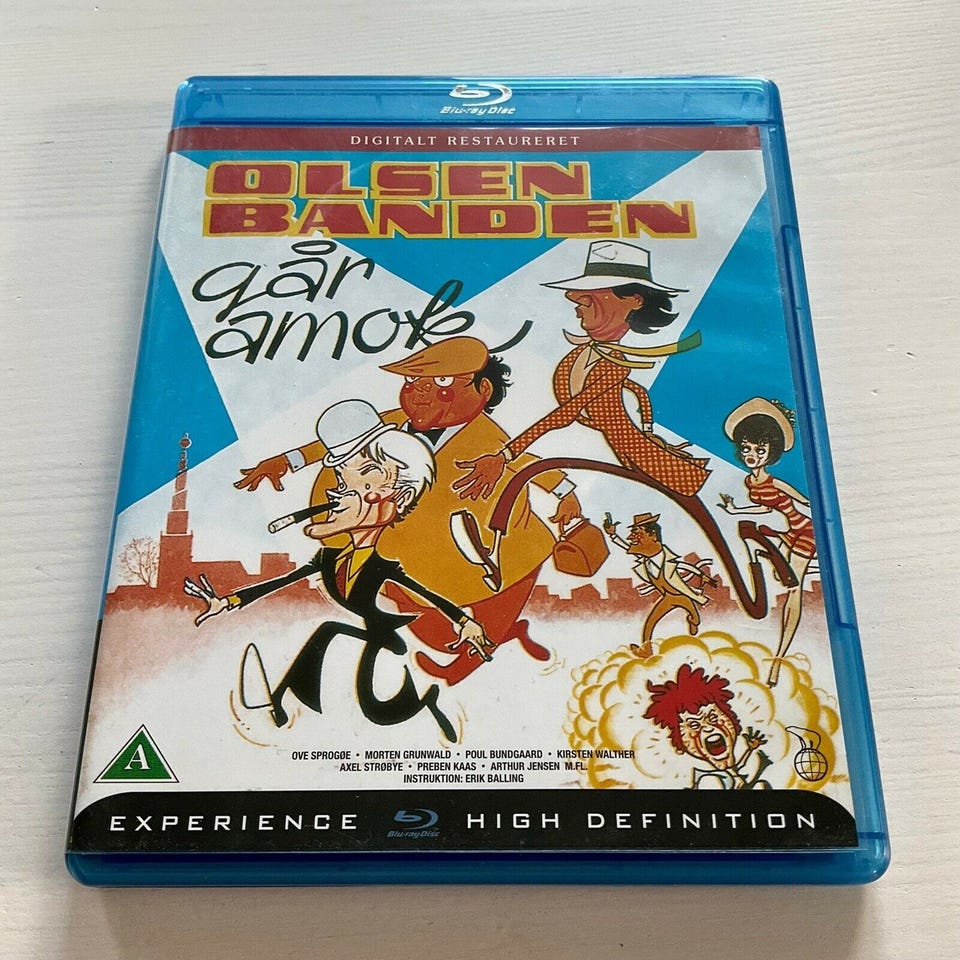 Blu-ray Disc
DIGITALT RESTAURERET
OLSEN
BANDEN
går
amok
OVE SPROGØE • MORTEN GRUNWALD • POUL BUNDGAARD • KIRSTEN WALTHER
AXEL STRØBYE • PREBEN KAAS • ARTHUR JENSEN M.FL.
INSTRUKTION: ERIK BALLING
A
EXPERIENCE Blu-ray Disc HIGH DEFINITION